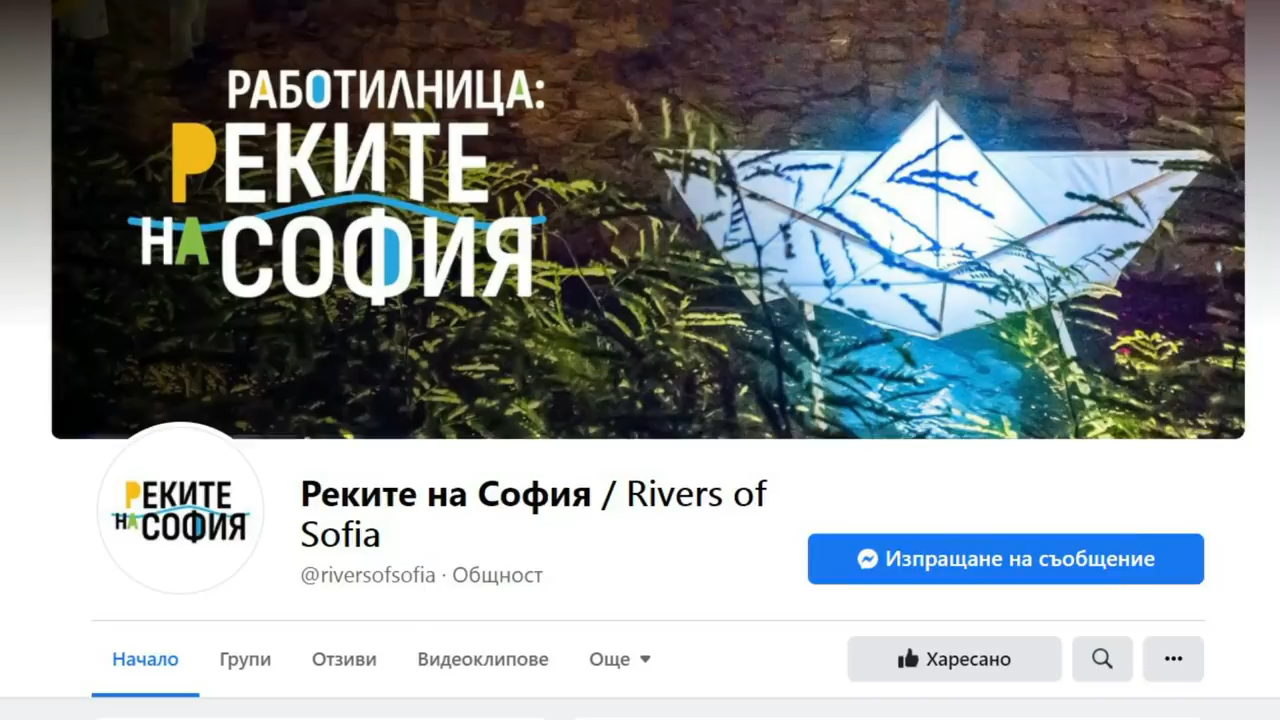 РАБОТИЛНИЦА:
РЕКИТЕ
НА СОФИЯ
РЕКИТЕ
НА СОФИЯ
Реките на София / Rivers of
Sofia
@riversofsofia · Общност
Изпращане на съобщение
Начало Групи Отзиви Видеоклипове Още
Харесано